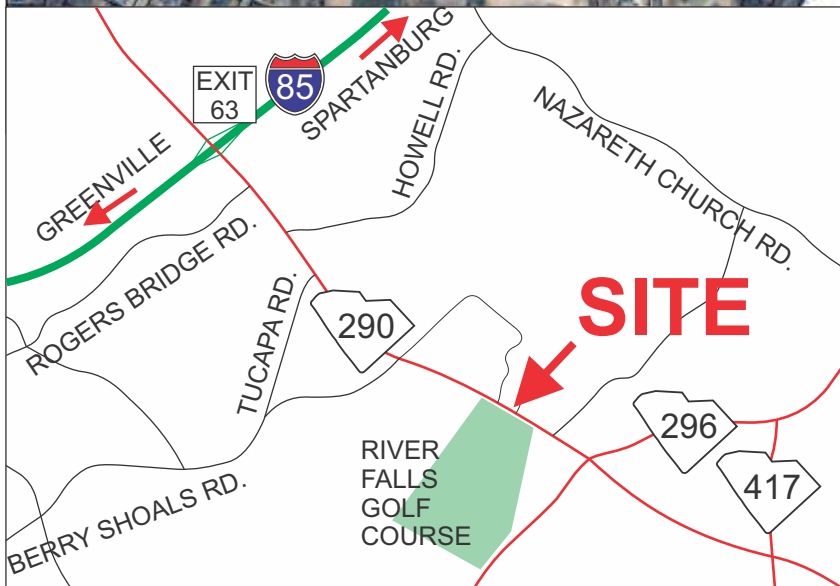 EXIT
63
85
SPARTANBURG
GREENVILLE
HOWELL RD.
NAZARETH CHURCH RD.
ROGERS BRIDGE RD.
TUCAPA RD.
290
SITE
296
417
RIVER
FALLS
GOLF
COURSE
BERRY SHOALS RD.